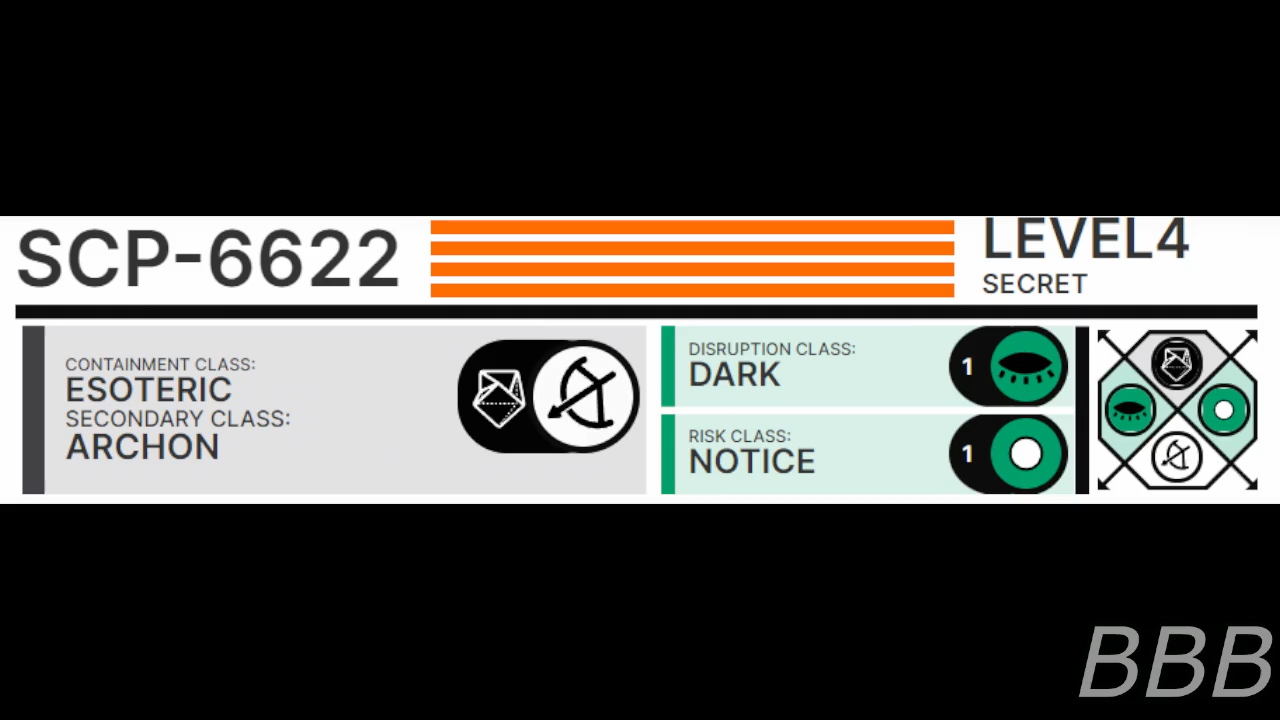 SCP-6622
LEVEL4
SECRET
CONTAINMENT CLASS:
ESOTERIC
SECONDARY CLASS:
ARCHON
DISRUPTION CLASS:
DARK
1
RISK CLASS:
NOTICE
1
BBB